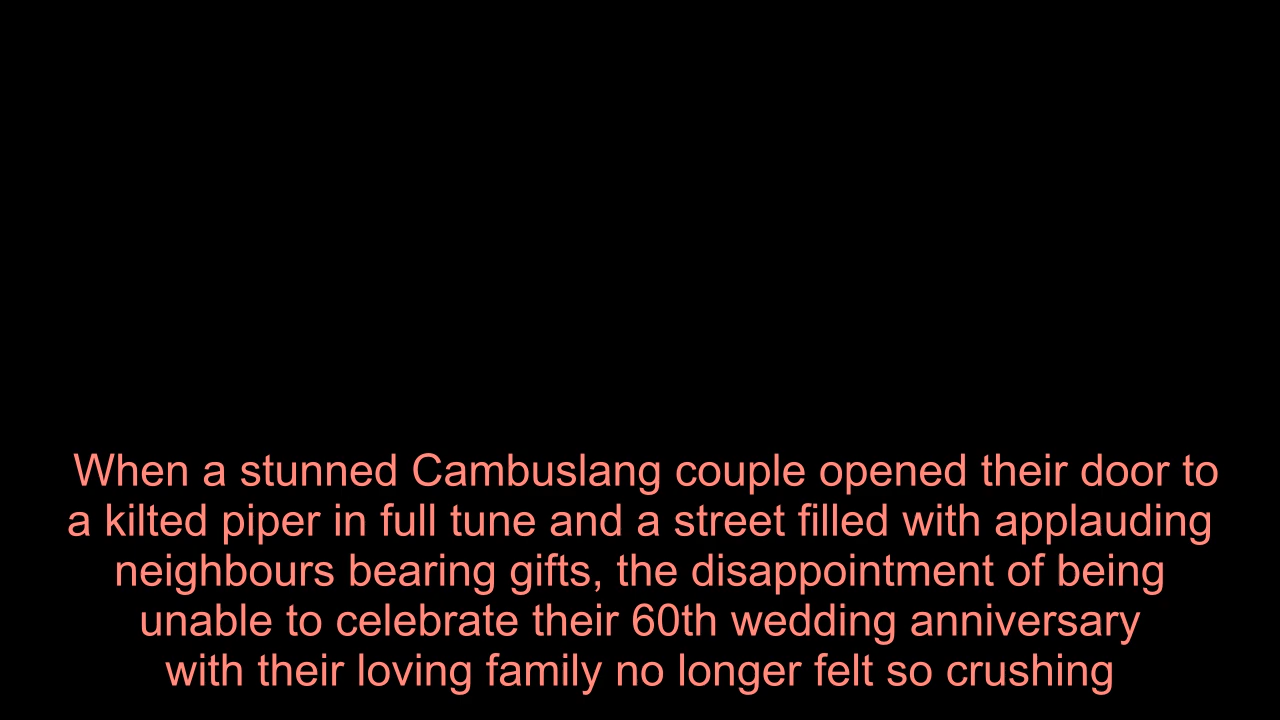 When a stunned Cambuslang couple opened their door to
a kilted piper in full tune and a street filled with applauding
neighbours bearing gifts, the disappointment of being
unable to celebrate their 60th wedding anniversary
with their loving family no longer felt so crushing